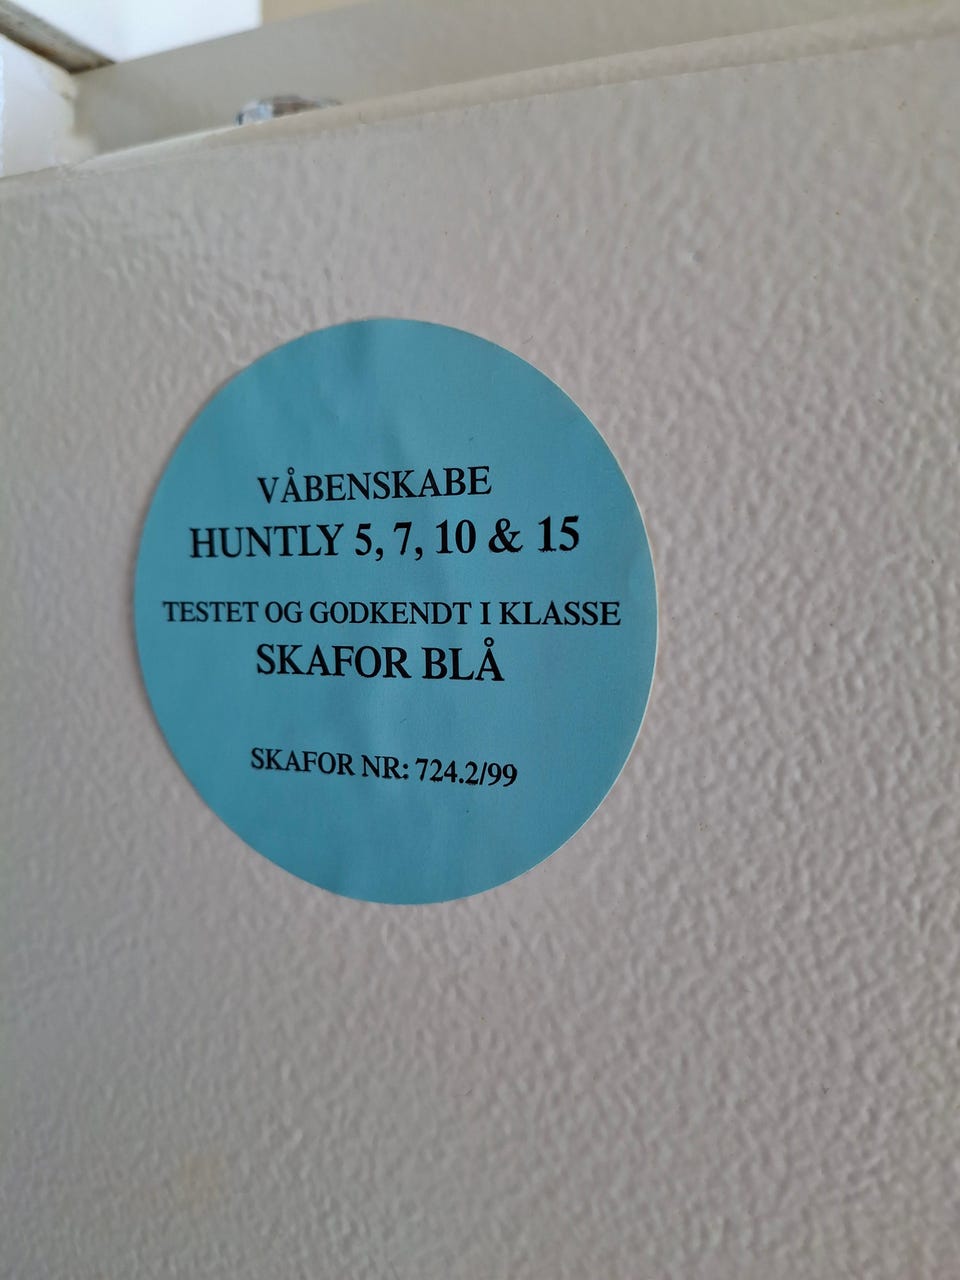 VÅBENSKABE
HUNTLY 5, 7, 10 & 15
TESTET OG GODKENDT I KLASSE
SKAFOR BLÅ
SKAFOR NR: 724.2/99